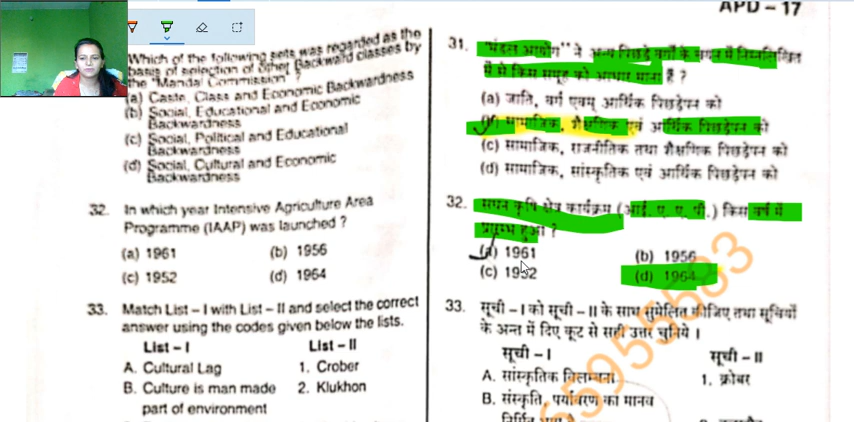 APD – 17
Which of the following sets was regarded as the
basis of selection of other Backward classes by
the "Mandal Commission" ?
(a) Caste, Class and Economic Backwardness
(b) Social, Educational and Economic
Backwardness
(c) Social, Political and Educational
Backwardness
(d) Social, Cultural and Economic
Backwardness
32. In which year Intensive Agriculture Area
Programme (IAAP) was launched ?
(a) 1961 (b) 1956
(c) 1952 (d) 1964
33. Match List – I with List – II and select the correct
answer using the codes given below the lists.
List – I List – II
A. Cultural Lag 1. Crober
B. Culture is man made 2. Klukhon
part of environment
31. "मंडल आयोग" ने अन्य पिछड़े वर्गों के चयन में निम्नलिखित
में से किस समूह को आधार माना है ?
(a) जाति, वर्ग एवम् आर्थिक पिछड़ेपन को
(b) सामाजिक, शैक्षणिक एवं आर्थिक पिछड़ेपन को
(c) सामाजिक, राजनीतिक तथा शैक्षणिक पिछड़ेपन को
(d) सामाजिक, सांस्कृतिक एवं आर्थिक पिछड़ेपन को
32. सघन कृषि क्षेत्र कार्यक्रम (आई. ए. ए. पी.) किस वर्ष में
प्रारम्भ हुआ ?
(a) 1961 (b) 1956
(c) 1952 (d) 1964
33. सूची – I को सूची – II के साथ सुमेलित कीजिए तथा सूचियों
के अन्त में दिए कूट से सही उत्तर चुनिये ।
सूची – I सूची – II
A. सांस्कृतिक विलम्बना 1. क्रोबर
B. संस्कृति, पर्यावरण का मानव